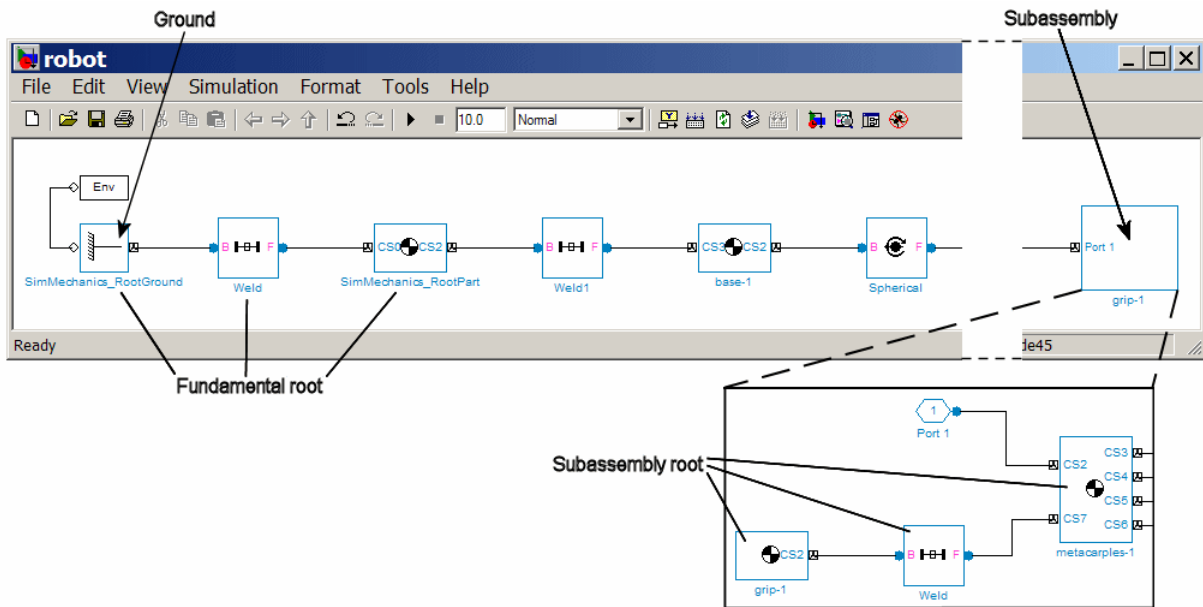 Ground
Subassembly
robot
File Edit View Simulation Format Tools Help
10.0 Normal
Env
B F CS0 CS2 B F CS3 CS2 B F Port 1
SimMechanics_RootGround Weld SimMechanics_RootPart Weld1 base-1 Spherical grip-1
Ready de45
Fundamental root
1
Port 1
CS3
CS2
CS4
CS5
CS7
CS6
Subassembly root
CS2 B F metacarples-1
grip-1 Weld